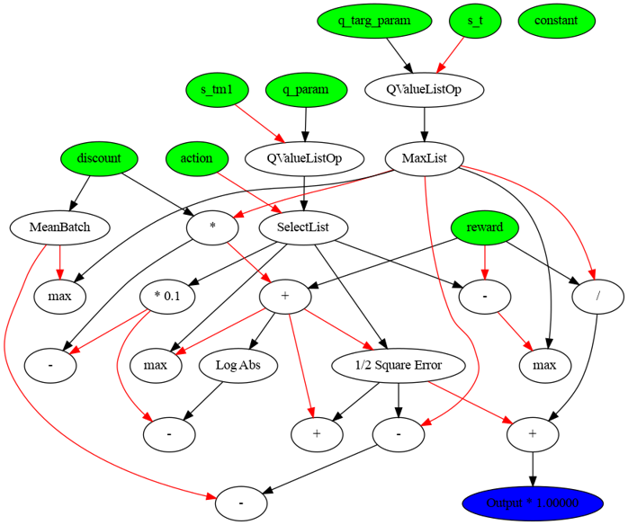 q_targ_param
s_t
constant
s_tm1
q_param
QValueListOp
discount
action
QValueListOp
MaxList
MeanBatch
*
SelectList
reward
max
* 0.1
+
-
/
-
max
Log Abs
1/2 Square Error
max
-
+
-
+
-
Output * 1.00000